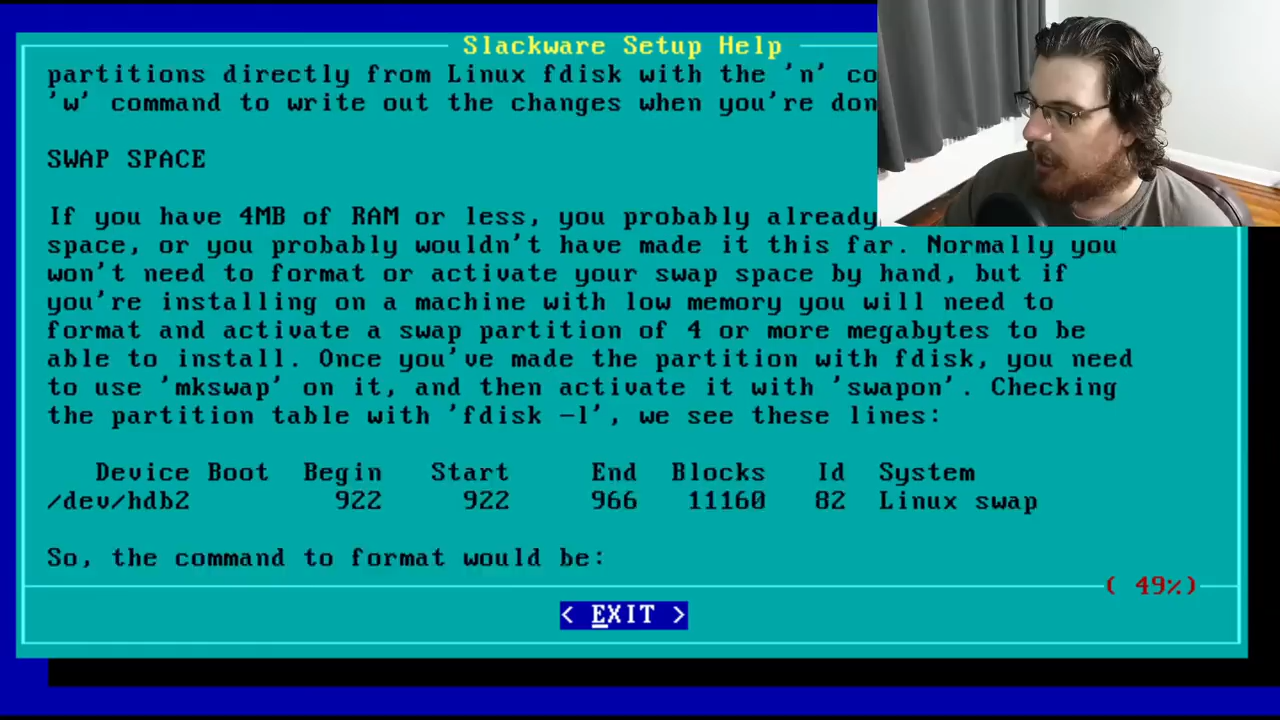 Slackware Setup Help
partitions directly from Linux fdisk with the 'n'
'w' command to write out the changes when you're
SWAP SPACE
If you have 4MB of RAM or less, you probably already
space, or you probably wouldn't have made it this far. Normally you
won't need to format or activate your swap space by hand, but if
you're installing on a machine with low memory you will need to
format and activate a swap partition of 4 or more megabytes to be
able to install. Once you've made the partition with fdisk, you need
to use 'mkswap' on it, and then activate it with 'swapon'. Checking
the partition table with 'fdisk -l', we see these lines:
Device Boot Begin Start End Blocks Id System
/dev/hdb2 922 922 966 11160 82 Linux swap
So, the command to format would be:
( 49%)
< EXIT >